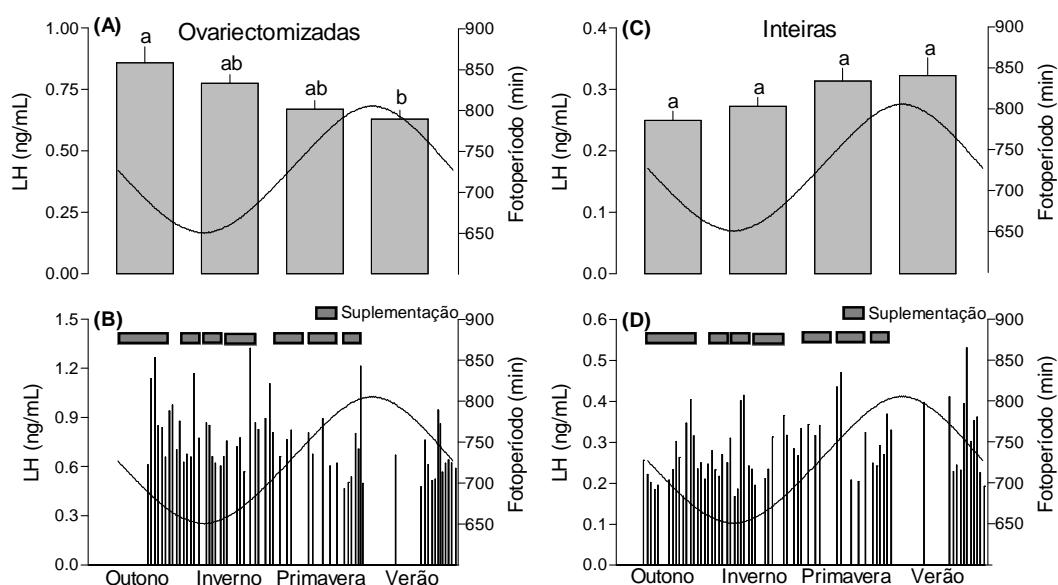 (A)
Ovariectomizadas
LH (ng/mL)
1.00
0.75
0.50
0.25
0.00
a
ab
ab
b
900
850
800
750
700
650
Fotoperíodo (min)
(C)
Inteiras
LH (ng/mL)
0.4
0.3
0.2
0.1
0.0
a
a
a
a
900
850
800
750
700
650
Fotoperíodo (min)
(B)
Suplementação
LH (ng/mL)
1.5
1.2
0.9
0.6
0.3
0.0
900
850
800
750
700
650
Fotoperíodo (min)
Outono Inverno Primavera Verão
(D)
Suplementação
LH (ng/mL)
0.6
0.5
0.4
0.3
0.2
0.1
0.0
900
850
800
750
700
650
Fotoperíodo (min)
Outono Inverno Primavera Verão